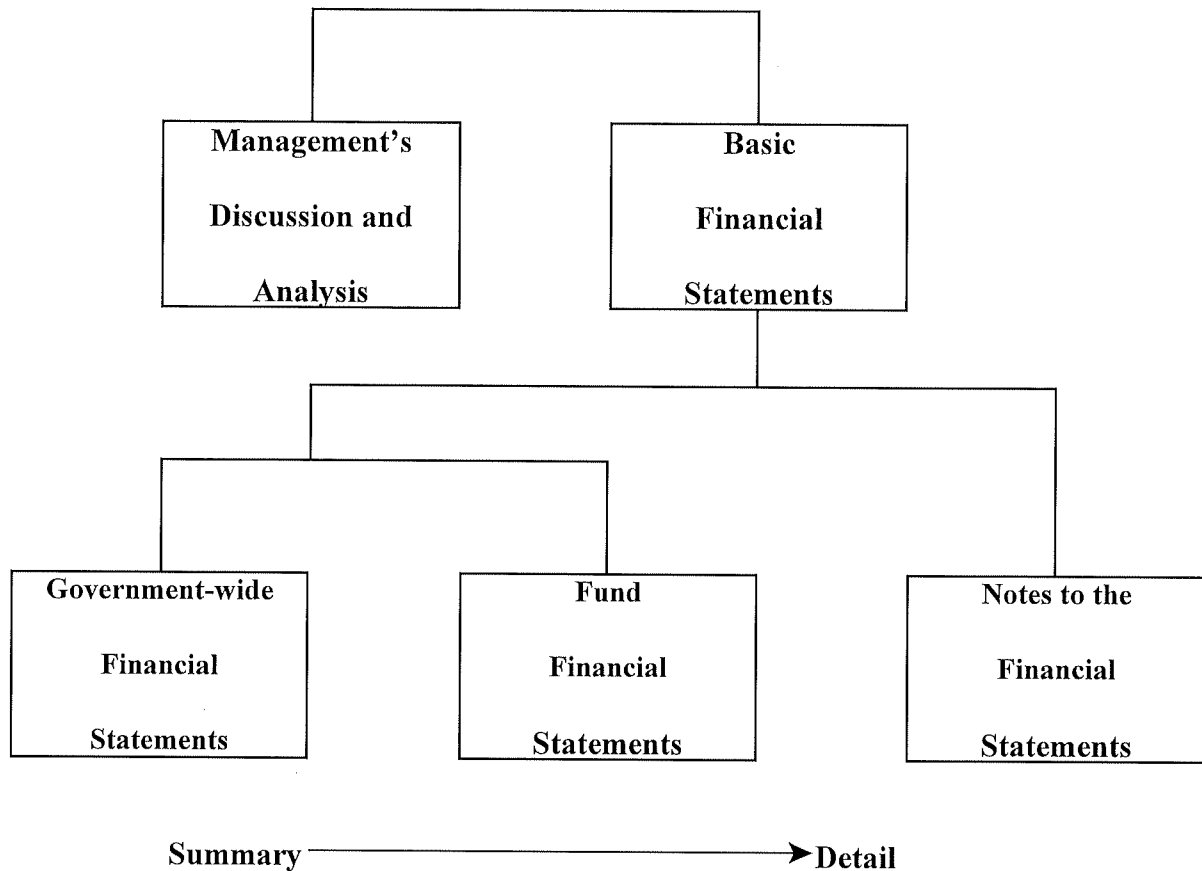 Management’s
Discussion and
Analysis
Basic
Financial
Statements
Government-wide
Financial
Statements
Fund
Financial
Statements
Notes to the
Financial
Statements
Summary
Detail